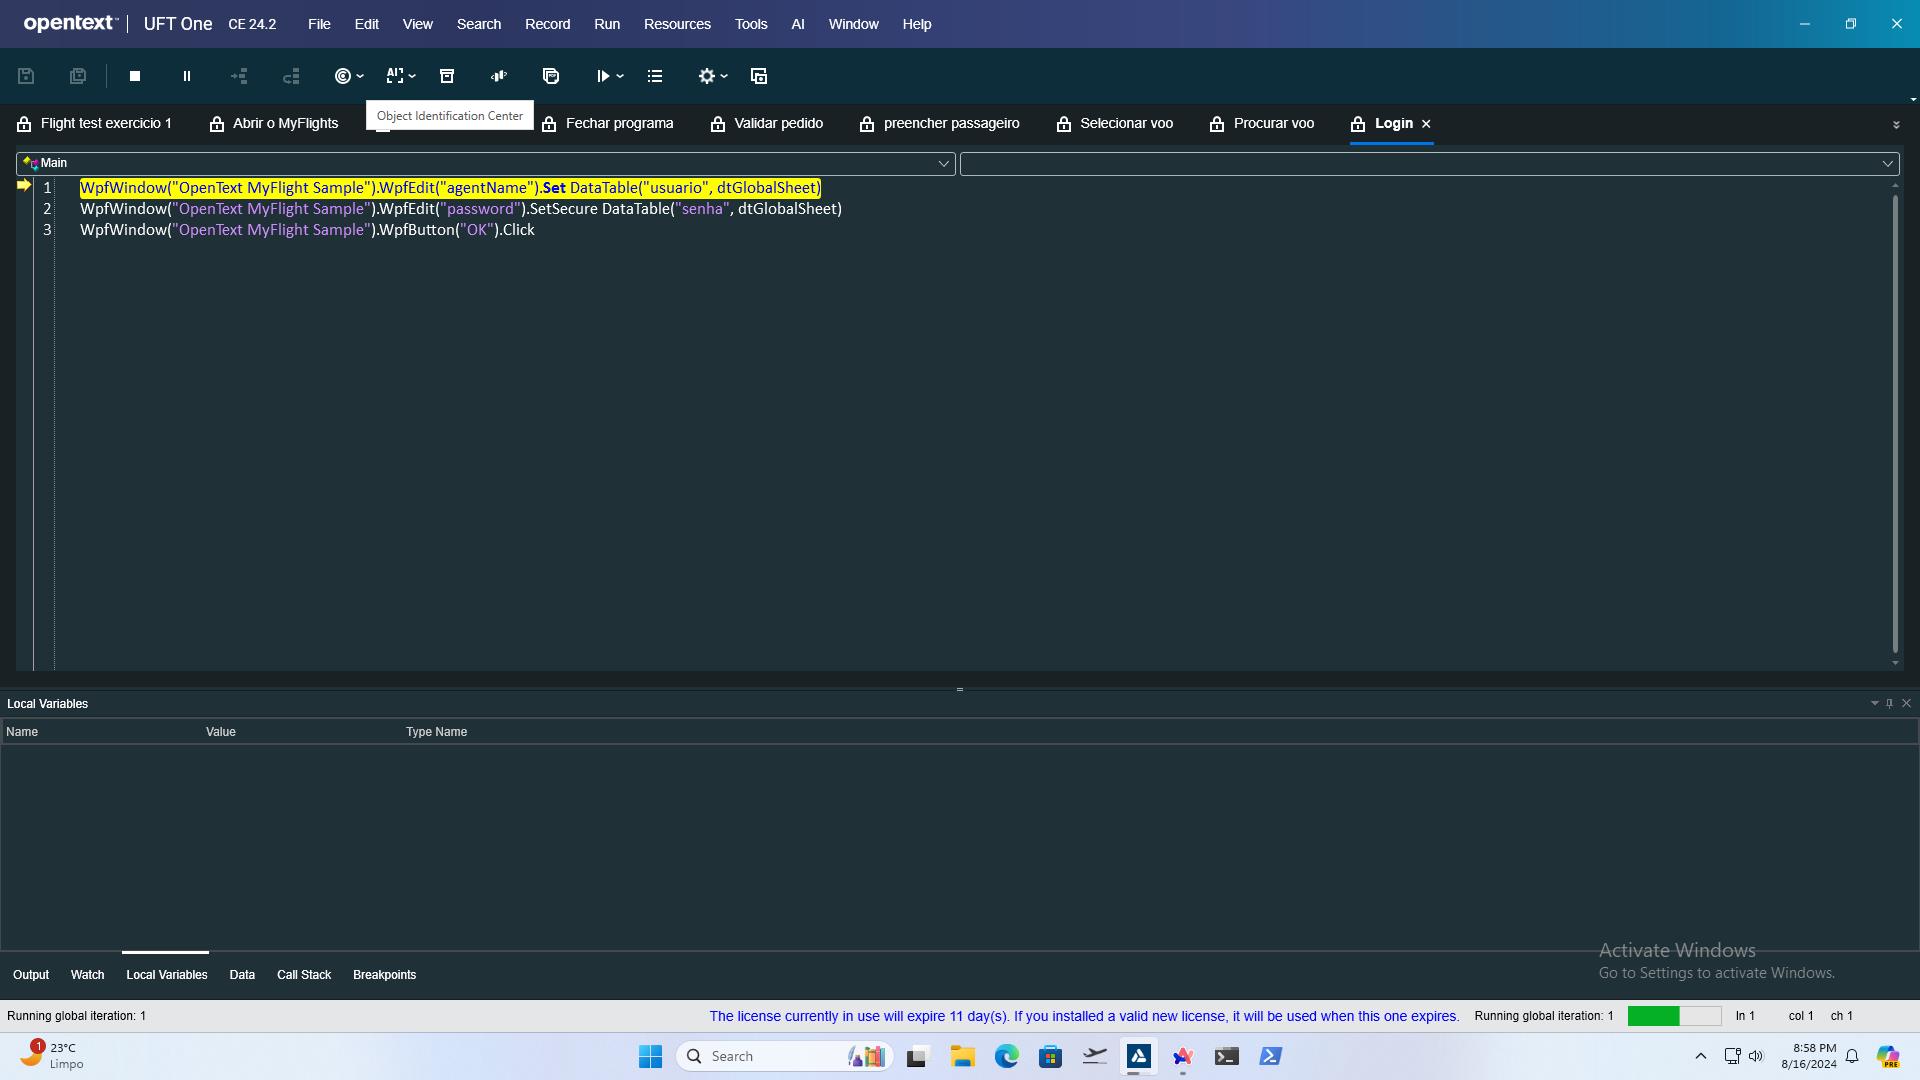 opentext™ | UFT One CE 24.2 File Edit View Search Record Run Resources Tools AI Window Help
Object Identification Center
Flight test exercicio 1 Abrir o MyFlights Fechar programa Validar pedido preencher passageiro Selecionar voo Procurar voo Login
Main
1 WpfWindow("OpenText MyFlight Sample").WpfEdit("agentName").Set DataTable("usuario", dtGlobalSheet)
2 WpfWindow("OpenText MyFlight Sample").WpfEdit("password").SetSecure DataTable("senha", dtGlobalSheet)
3 WpfWindow("OpenText MyFlight Sample").WpfButton("OK").Click
Local Variables
Name Value Type Name
Activate Windows
Go to Settings to activate Windows.
Output Watch Local Variables Data Call Stack Breakpoints
Running global iteration: 1 The license currently in use will expire 11 day(s). If you installed a valid new license, it will be used when this one expires. Running global iteration: 1 ln 1 col 1 ch 1
1 23°C
Limpo
Search
8:58 PM
8/16/2024
PRE